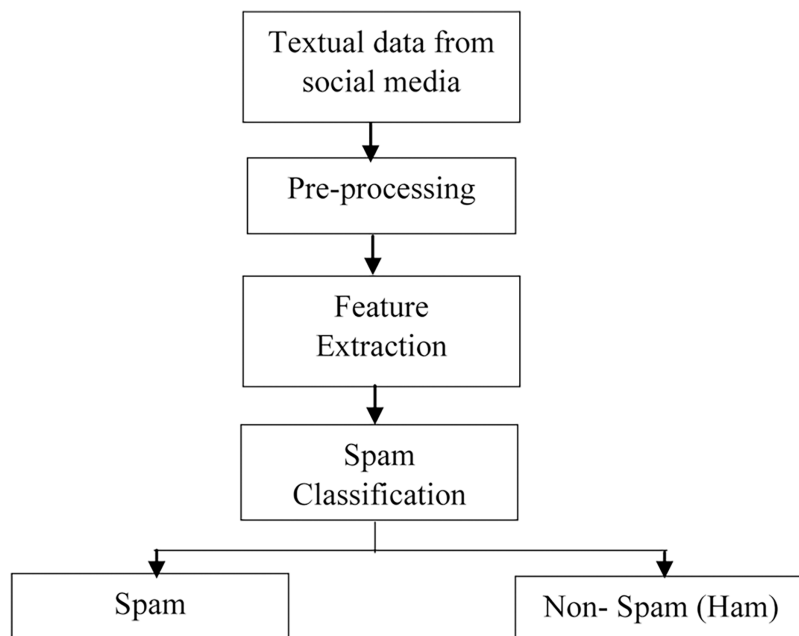 Textual data from
social media
Pre-processing
Feature
Extraction
Spam
Classification
Spam
Non- Spam (Ham)